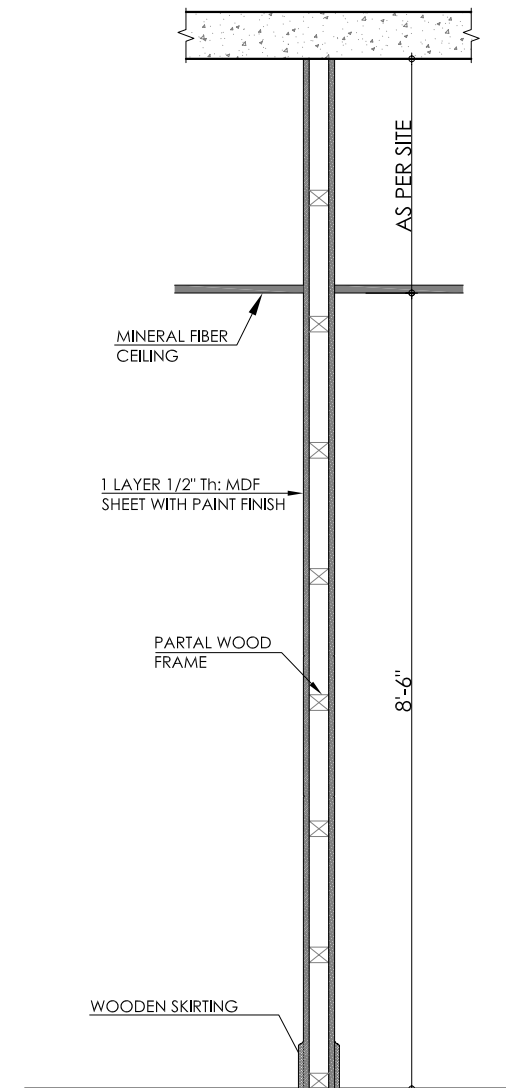 AS PER SITE
MINERAL FIBER
CEILING
1 LAYER 1/2" Th: MDF
SHEET WITH PAINT FINISH
PARTAL WOOD
FRAME
8'-6"
WOODEN SKIRTING